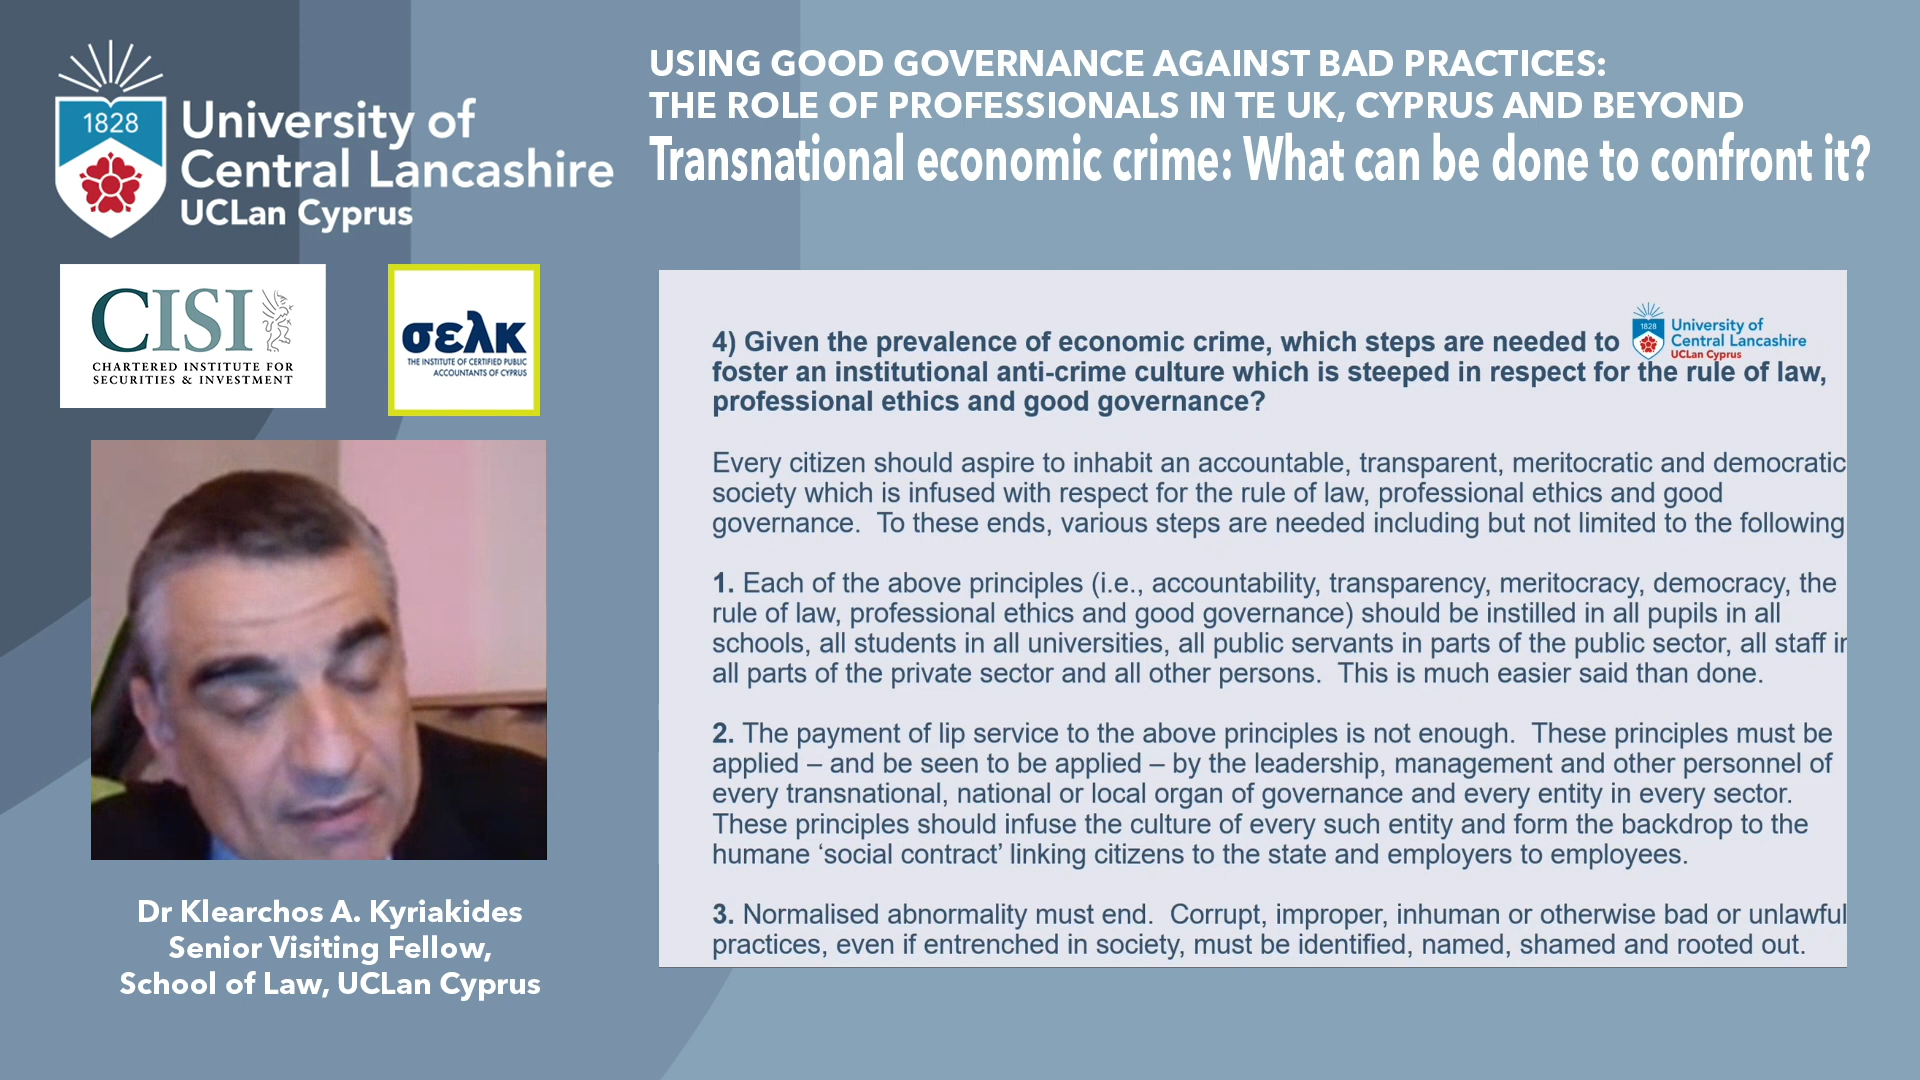 1828
University of
Central Lancashire
UCLan Cyprus
USING GOOD GOVERNANCE AGAINST BAD PRACTICES:
THE ROLE OF PROFESSIONALS IN TE UK, CYPRUS AND BEYOND
Transnational economic crime: What can be done to confront it?
CISI
CHARTERED INSTITUTE FOR
SECURITIES & INVESTMENT
σελκ
THE INSTITUTE OF CERTIFIED PUBLIC
ACCOUNTANTS OF CYPRUS
Dr Klearchos A. Kyriakides
Senior Visiting Fellow,
School of Law, UCLan Cyprus
1828
University of
Central Lancashire
UCLan Cyprus
4) Given the prevalence of economic crime, which steps are needed to
foster an institutional anti-crime culture which is steeped in respect for the rule of law,
professional ethics and good governance?
Every citizen should aspire to inhabit an accountable, transparent, meritocratic and democratic
society which is infused with respect for the rule of law, professional ethics and good
governance. To these ends, various steps are needed including but not limited to the following
1. Each of the above principles (i.e., accountability, transparency, meritocracy, democracy, the
rule of law, professional ethics and good governance) should be instilled in all pupils in all
schools, all students in all universities, all public servants in parts of the public sector, all staff in
all parts of the private sector and all other persons. This is much easier said than done.
2. The payment of lip service to the above principles is not enough. These principles must be
applied – and be seen to be applied – by the leadership, management and other personnel of
every transnational, national or local organ of governance and every entity in every sector.
These principles should infuse the culture of every such entity and form the backdrop to the
humane ‘social contract’ linking citizens to the state and employers to employees.
3. Normalised abnormality must end. Corrupt, improper, inhuman or otherwise bad or unlawful
practices, even if entrenched in society, must be identified, named, shamed and rooted out.